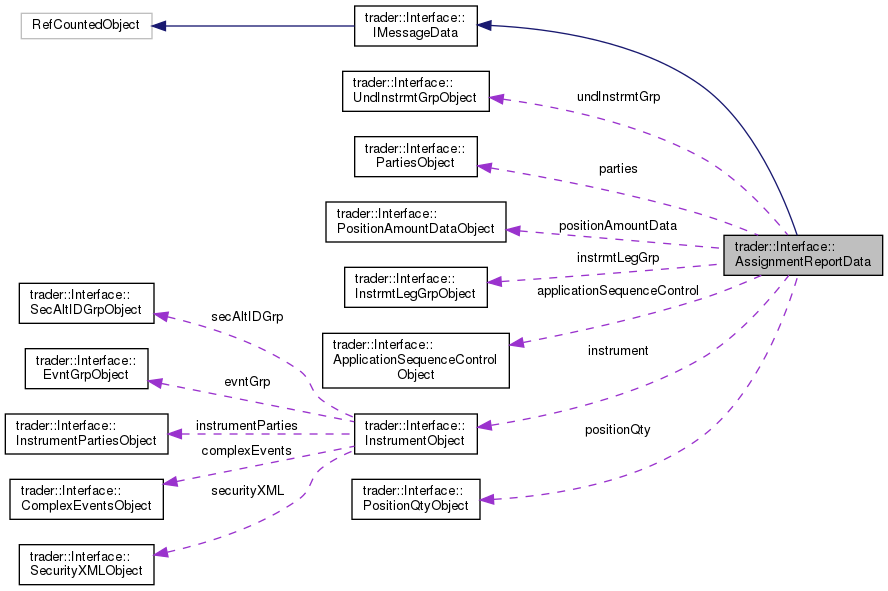 RefCountedObject
trader::Interface::
IMessageData
trader::Interface::
UndInstrmtGrpObject
undInstrmtGrp
trader::Interface::
PartiesObject
parties
trader::Interface::
PositionAmountDataObject
positionAmountData
trader::Interface::
AssignmentReportData
trader::Interface::
InstrmtLegGrpObject
instrmtLegGrp
applicationSequenceControl
trader::Interface::
SecAltIDGrpObject
secAltIDGrp
trader::Interface::
ApplicationSequenceControl
Object
instrument
trader::Interface::
EvntGrpObject
evntGrp
trader::Interface::
InstrumentPartiesObject
instrumentParties
trader::Interface::
InstrumentObject
positionQty
complexEvents
trader::Interface::
ComplexEventsObject
securityXML
trader::Interface::
PositionQtyObject
trader::Interface::
SecurityXMLObject